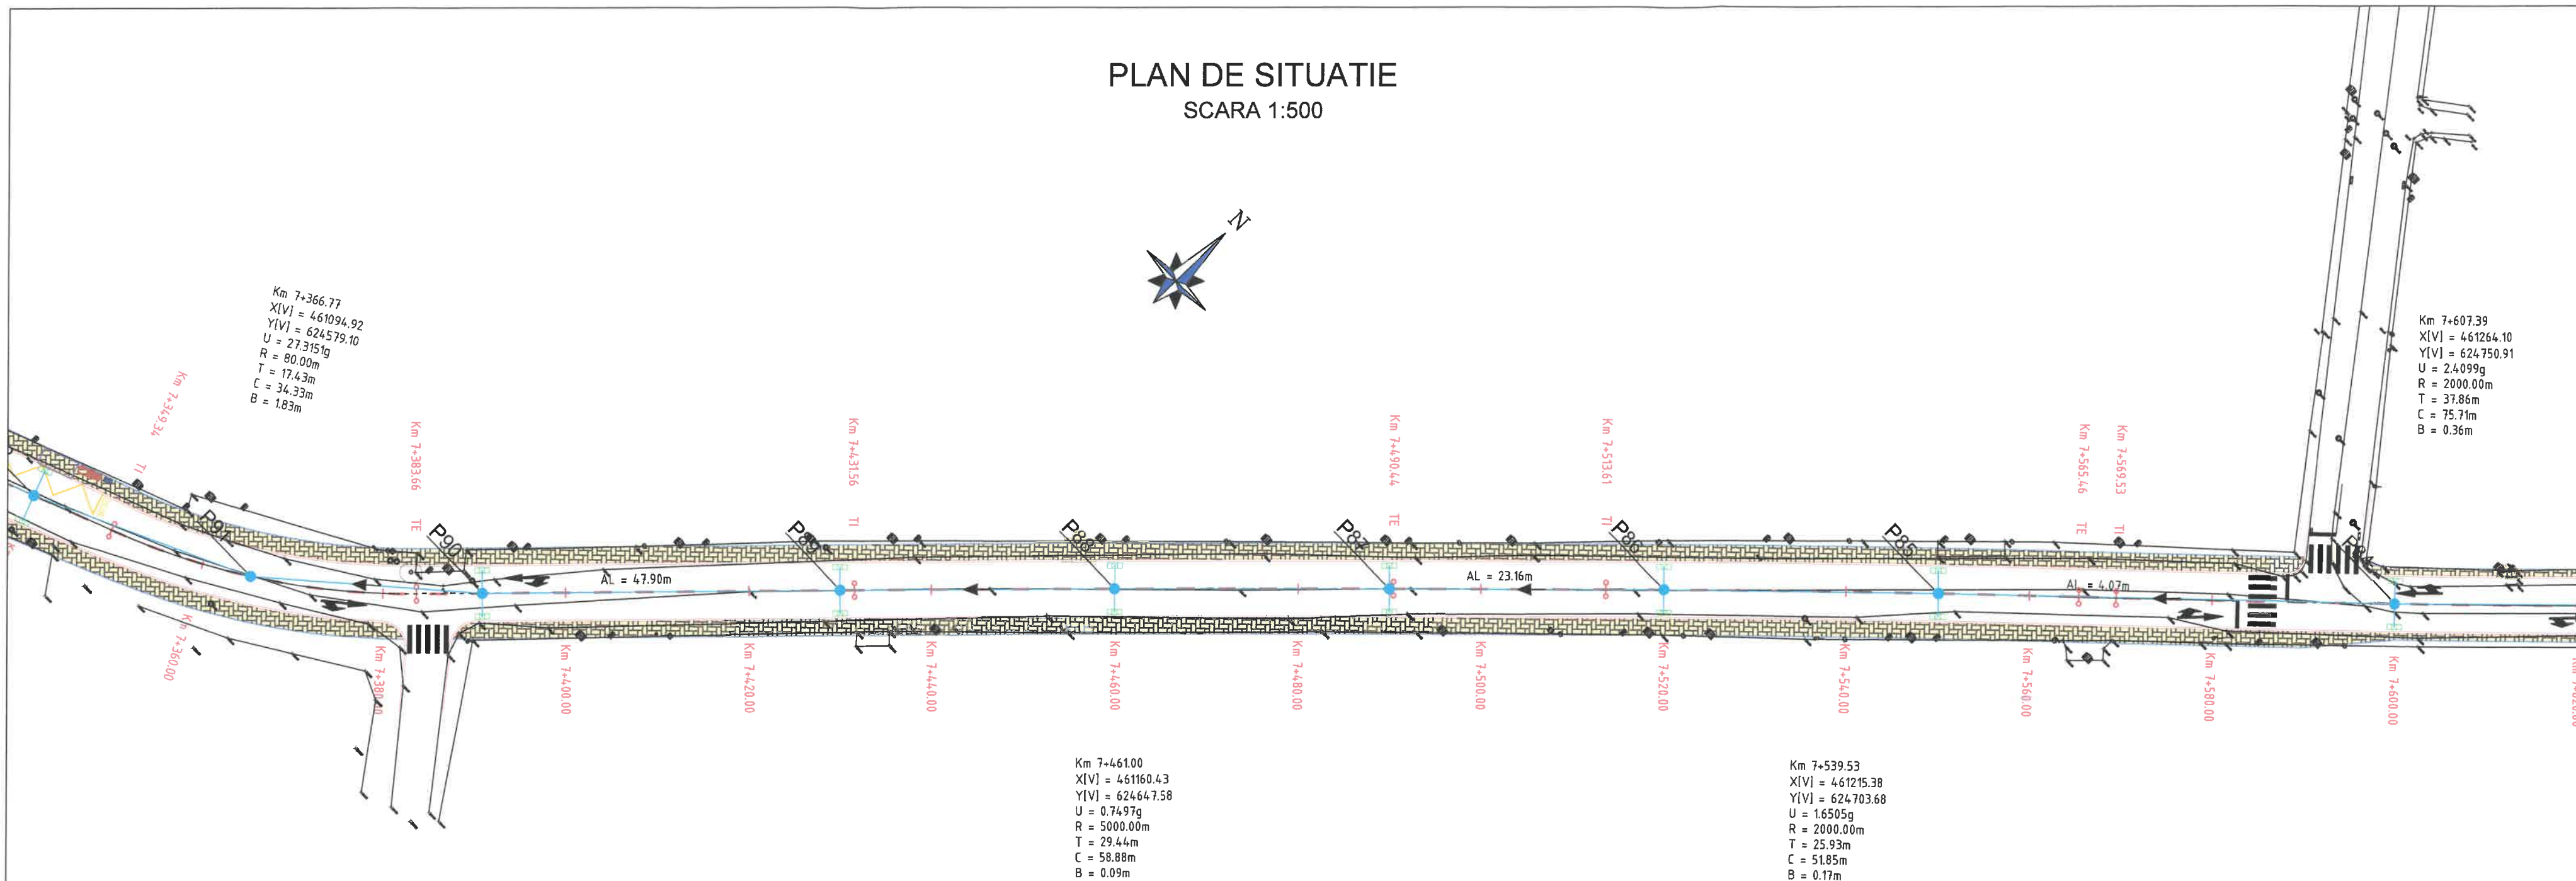 PLAN DE SITUATIE
SCARA 1:500
N
Km 7+366.77
X[V] = 461094.92
Y[V] = 624579.10
U = 27.3151g
R = 80.00m
T = 17.43m
C = 34.33m
B = 1.83m
Km 7+607.39
X[V] = 461264.10
Y[V] = 624750.91
U = 2.4099g
R = 2000.00m
T = 37.86m
C = 75.71m
B = 0.36m
Km 7+349.34 TI
Km 7+383.66 TE
Km 7+431.56 TI
Km 7+490.44 TE
Km 7+513.61 TI
Km 7+565.46 TE
Km 7+569.53 TI
P91
P90
P89
P88
P87
P86
P85
P84
AL = 47.90m
AL = 23.16m
AL = 4.07m
Km 7+360.00
Km 7+380.00
Km 7+400.00
Km 7+420.00
Km 7+440.00
Km 7+460.00
Km 7+480.00
Km 7+500.00
Km 7+520.00
Km 7+540.00
Km 7+560.00
Km 7+580.00
Km 7+600.00
Km 7+461.00
X[V] = 461160.43
Y[V] = 624647.58
U = 0.7497g
R = 5000.00m
T = 29.44m
C = 58.88m
B = 0.09m
Km 7+539.53
X[V] = 461215.38
Y[V] = 624703.68
U = 1.6505g
R = 2000.00m
T = 25.93m
C = 51.85m
B = 0.17m